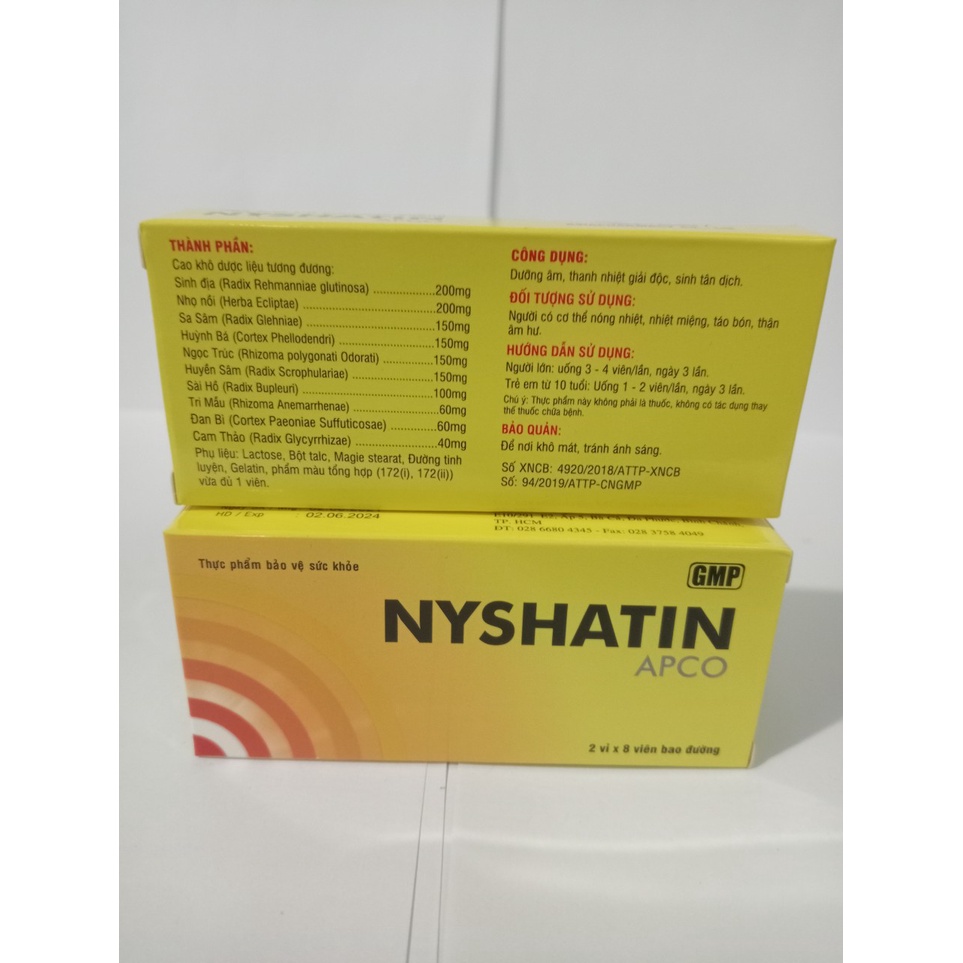 NYSHATIN
THÀNH PHẦN:
Cao khô dược liệu tương đương:
Sinh địa (Radix Rehmanniae glutinosa) ..................200mg
Nhọ nồi (Herba Ecliptae) ..................200mg
Sa Sâm (Radix Glehniae) ..................150mg
Huỳnh Bá (Cortex Phellodendri) ..................150mg
Ngọc Trúc (Rhizoma polygonati Odorati) ..................150mg
Huyền Sâm (Radix Scrophulariae) ..................150mg
Sài Hồ (Radix Bupleuri) ..................100mg
Tri Mẫu (Rhizoma Anemarrhenae) ..................60mg
Đan Bì (Cortex Paeoniae Suffuticosae) ..................60mg
Cam Thảo (Radix Glycyrrhizae) ..................40mg
Phụ liệu: Lactose, Bột talc, Magie stearat, Đường tinh
luyện, Gelatin, phẩm màu tổng hợp (172(i), 172(ii))
vừa đủ 1 viên.
CÔNG DỤNG:
Dưỡng âm, thanh nhiệt giải độc, sinh tân dịch.
ĐỐI TƯỢNG SỬ DỤNG:
Người có cơ thể nóng nhiệt, nhiệt miệng, táo bón, thận
âm hư.
HƯỚNG DẪN SỬ DỤNG:
Người lớn: uống 3 - 4 viên/lần, ngày 3 lần.
Trẻ em từ 10 tuổi: Uống 1 - 2 viên/lần, ngày 3 lần.
Chú ý: Thực phẩm này không phải là thuốc, không có tác dụng thay
thế thuốc chữa bệnh.
BẢO QUẢN:
Để nơi khô mát, tránh ánh sáng.
Số XNCB: 4920/2018/ATTP-XNCB
Số: 94/2019/ATTP-CNGMP
HD / Exp : 02.06.2024
TP. HCM
ĐT: 028 6680 4345 - Fax: 028 3758 4049
Thực phẩm bảo vệ sức khỏe
GMP
NYSHATIN
APCO
2 vỉ x 8 viên bao đường